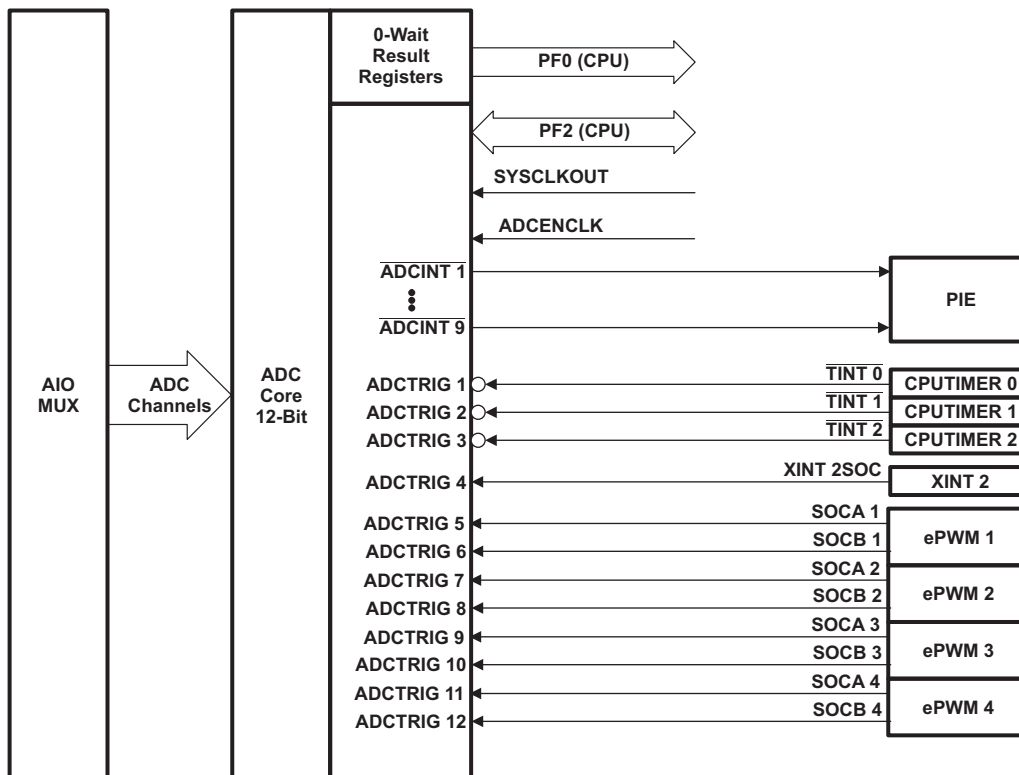 0-Wait
Result
Registers
PF0 (CPU)
PF2 (CPU)
SYSCLKOUT
ADCENCLK
ADCINT 1
ADCINT 9
PIE
AIO
MUX
ADC
Channels
ADC
Core
12-Bit
ADCTRIG 1
TINT 0
CPUTIMER 0
ADCTRIG 2
TINT 1
CPUTIMER 1
ADCTRIG 3
TINT 2
CPUTIMER 2
ADCTRIG 4
XINT 2SOC
XINT 2
ADCTRIG 5
SOCA 1
ePWM 1
ADCTRIG 6
SOCB 1
ADCTRIG 7
SOCA 2
ePWM 2
ADCTRIG 8
SOCB 2
ADCTRIG 9
SOCA 3
ePWM 3
ADCTRIG 10
SOCB 3
ADCTRIG 11
SOCA 4
ePWM 4
ADCTRIG 12
SOCB 4